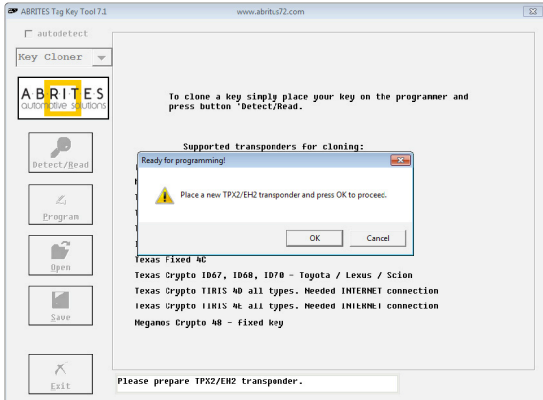 ABRITES Tag Key Tool 7.1
www.abritus72.com
autodetect
Key Cloner
ABRITES
automotive solutions
To clone a key simply place your key on the programmer and
press button 'Detect/Read.
Supported transponders for cloning:
Detect/Read
Ready for programming!
Place a new TPX2/EH2 transponder and press OK to proceed.
OK
Cancel
Program
Open
Texas Fixed 4C
Texas Crypto ID67, ID68, ID70 - Toyota / Lexus / Scion
Texas Crypto TIRIS 4D all types. Needed INTERNET connection
Texas Crypto TIRIS 4E all types. Needed INTERNET connection
Save
Megamos Crypto 48 - fixed key
Exit
Please prepare TPX2/EH2 transponder.